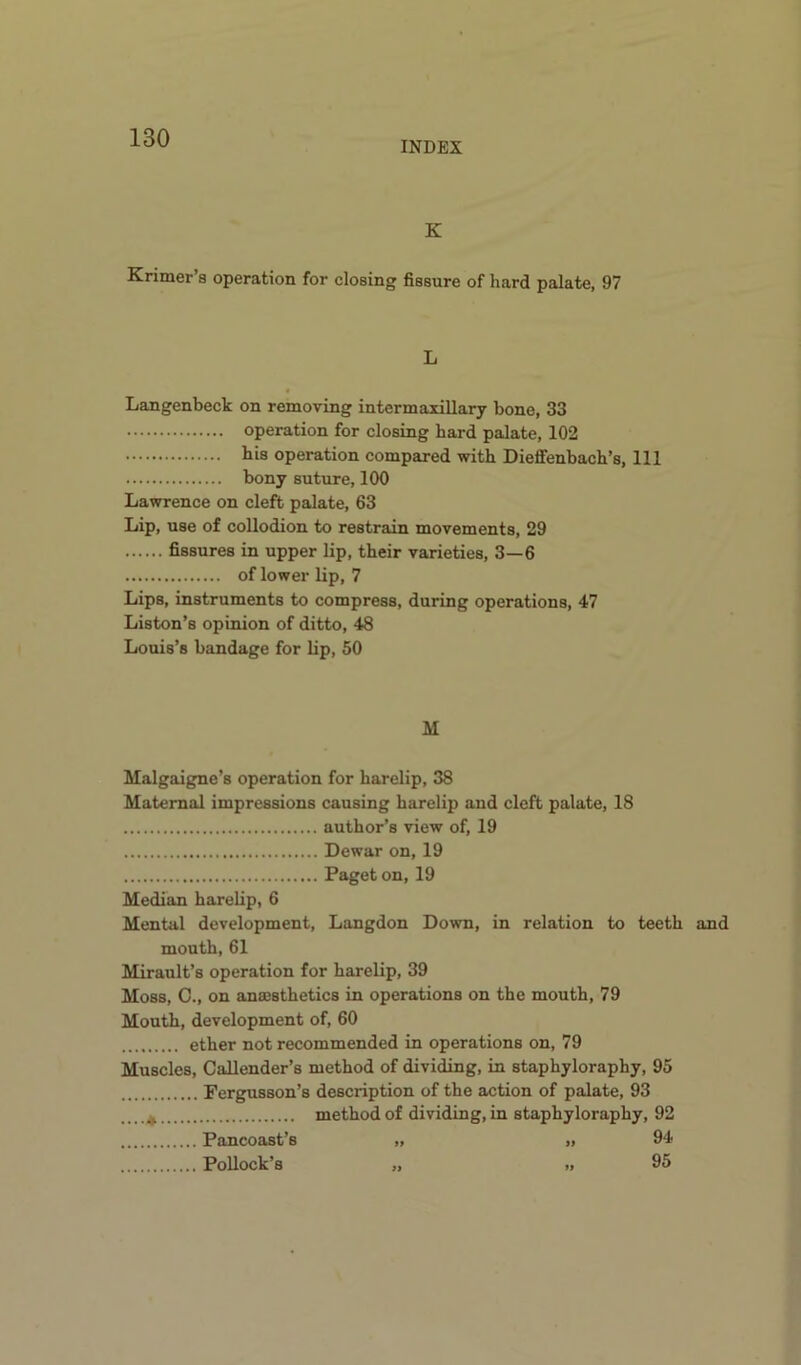 130
INDEX
K
Krimer's operation for closing fissure of hard palate, 97
L
Langenbeck on removing intermaxillary bone, 33
............... operation for closing hard palate, 102
............... his operation compared with Dieffenbach's, 111
............... bony suture, 100
Lawrence on cleft palate, 63
Lip, use of collodion to restrain movements, 29
...... fissures in upper lip, their varieties, 3—6
............... of lower lip, 7
Lips, instruments to compress, during operations, 47
Liston's opinion of ditto, 48
Louis's bandage for lip, 50
M
Malgaigne's operation for harelip, 38
Maternal impressions causing harelip and cleft palate, 18
.............................. author's view of, 19
.............................. Dewar on, 19
.............................. Paget on, 19
Median harelip, 6
Mental development, Langdon Down, in relation to teeth and
mouth, 61
Mirault's operation for harelip, 39
Moss, C., on anæsthetics in operations on the mouth, 79
Mouth, development of, 60
......... ether not recommended in operations on, 79
Muscles, Callender's method of dividing, in staphyloraphy, 95
............ Fergusson's description of the action of palate, 93
.......................... method of dividing, in staphyloraphy, 92
............ Pancoast's „ „ 94
............ Pollock's „ „ 95